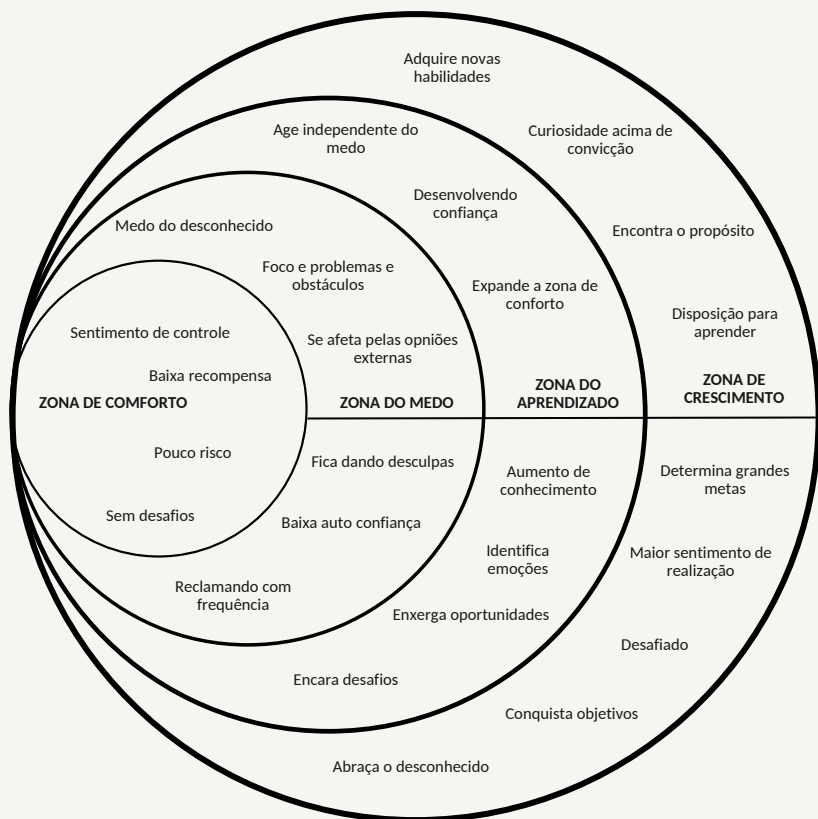 Adquire novas
habilidades
Age independente do
medo
Curiosidade acima de
convicção
Desenvolvendo
confiança
Medo do desconhecido
Encontra o propósito
Foco e problemas e
obstáculos
Expande a zona de
conforto
Sentimento de controle
Se afeta pelas opniões
externas
Disposição para
aprender
Baixa recompensa
ZONA DE COMFORTO
ZONA DO MEDO
ZONA DO
APRENDIZADO
ZONA DE
CRESCIMENTO
Pouco risco
Fica dando desculpas
Aumento de
conhecimento
Determina grandes
metas
Sem desafios
Baixa auto confiança
Identifica
emoções
Maior sentimento de
realização
Reclamando com
frequência
Enxerga oportunidades
Desafiado
Encara desafios
Conquista objetivos
Abraça o desconhecido